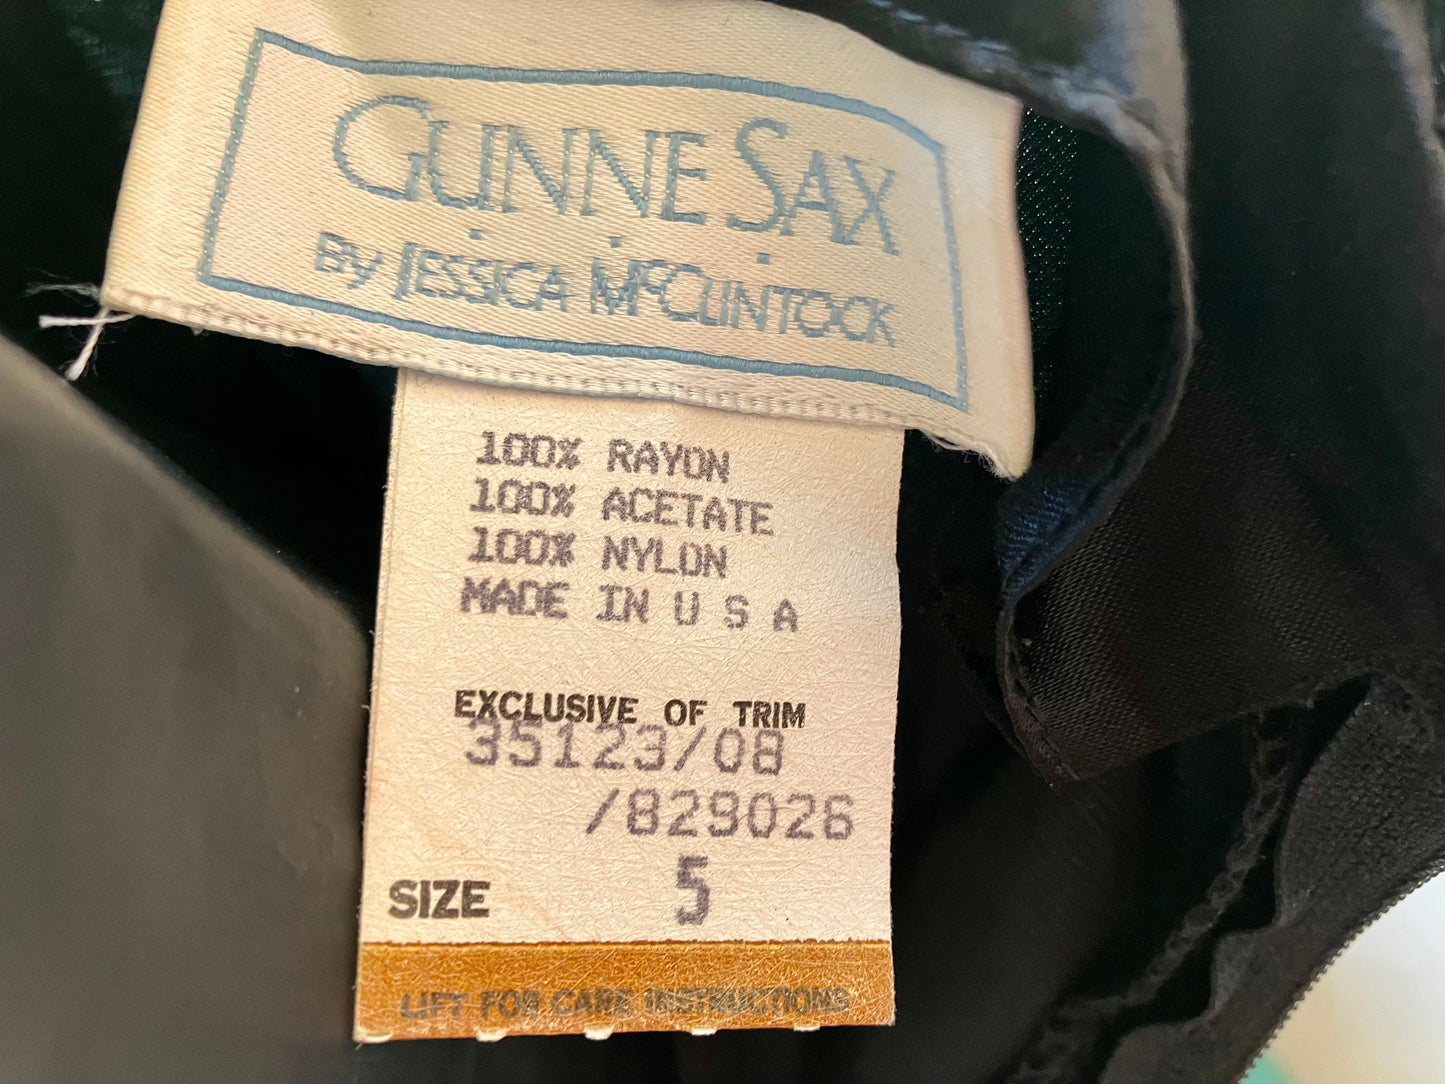 GUNNE SAX
By JESSICA McCLINTOCK
100% RAYON
100% ACETATE
100% NYLON
MADE IN U S A
EXCLUSIVE OF TRIM
35123/08
/829026
SIZE 5
LIFT FOR CARE INSTRUCTIONS